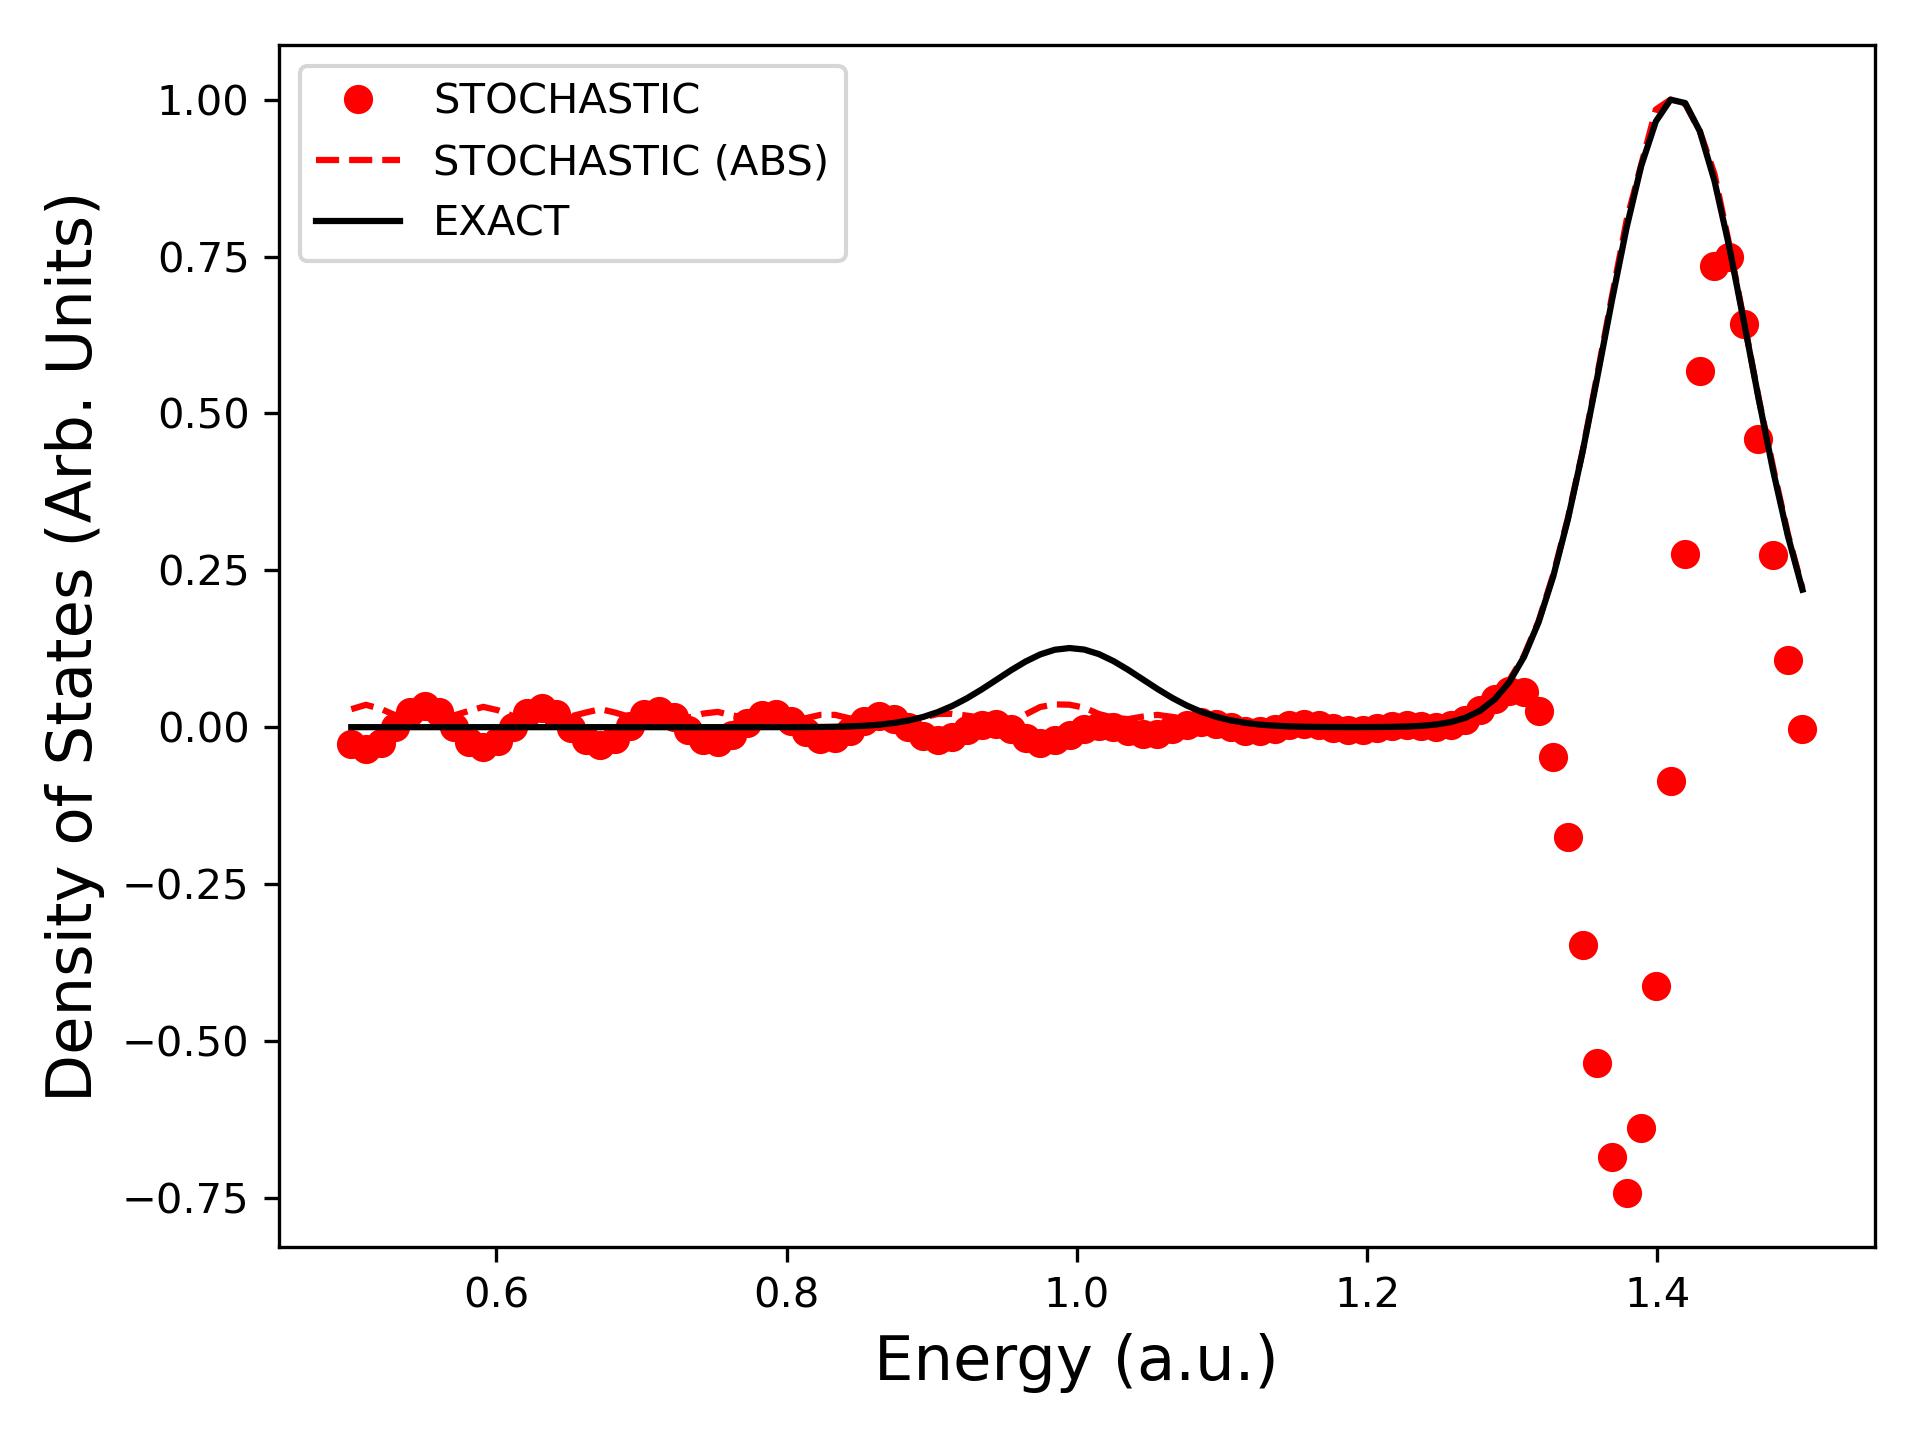 STOCHASTIC
STOCHASTIC (ABS)
EXACT
1.00
0.75
0.50
0.25
0.00
−0.25
−0.50
−0.75
Density of States (Arb. Units)
0.6 0.8 1.0 1.2 1.4
Energy (a.u.)